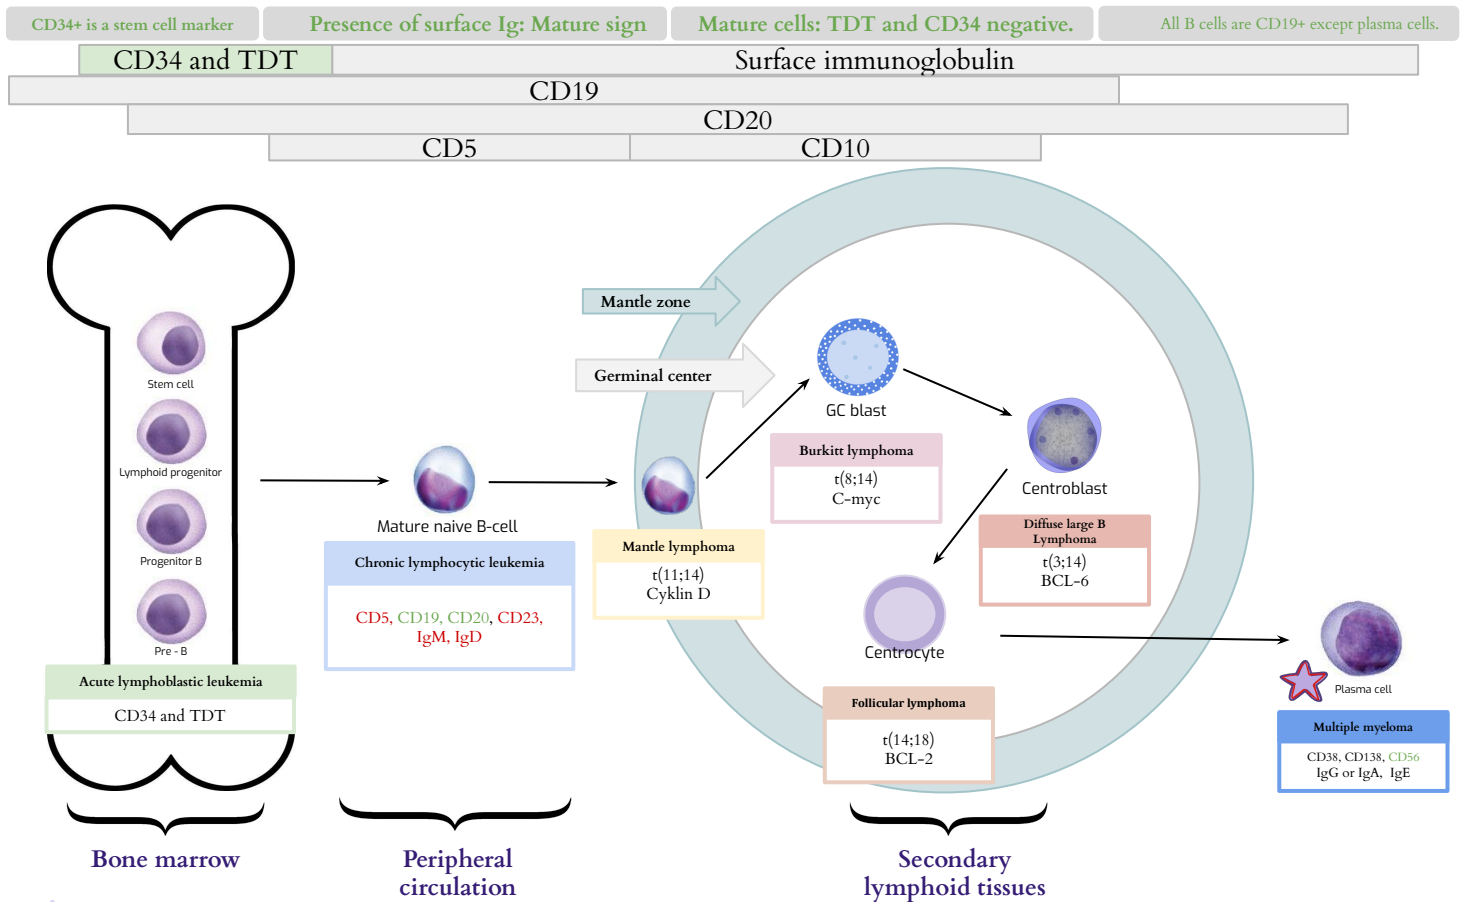 CD34+ is a stem cell marker
Presence of surface Ig: Mature sign
Mature cells: TDT and CD34 negative.
All B cells are CD19+ except plasma cells.
CD34 and TDT
Surface immunoglobulin
CD19
CD20
CD5
CD10
Mantle zone
Germinal center
Stem cell
Lymphoid progenitor
Progenitor B
Pre - B
Acute lymphoblastic leukemia
CD34 and TDT
Mature naive B-cell
Chronic lymphocytic leukemia
CD5, CD19, CD20, CD23,
IgM, IgD
Mantle lymphoma
t(11;14)
Cyklin D
GC blast
Burkitt lymphoma
t(8;14)
C-myc
Centroblast
Diffuse large B
Lymphoma
t(3;14)
BCL-6
Centrocyte
Follicular lymphoma
t(14;18)
BCL-2
Plasma cell
Multiple myeloma
CD38, CD138, CD56
IgG or IgA, IgE
Bone marrow
Peripheral
circulation
Secondary
lymphoid tissues